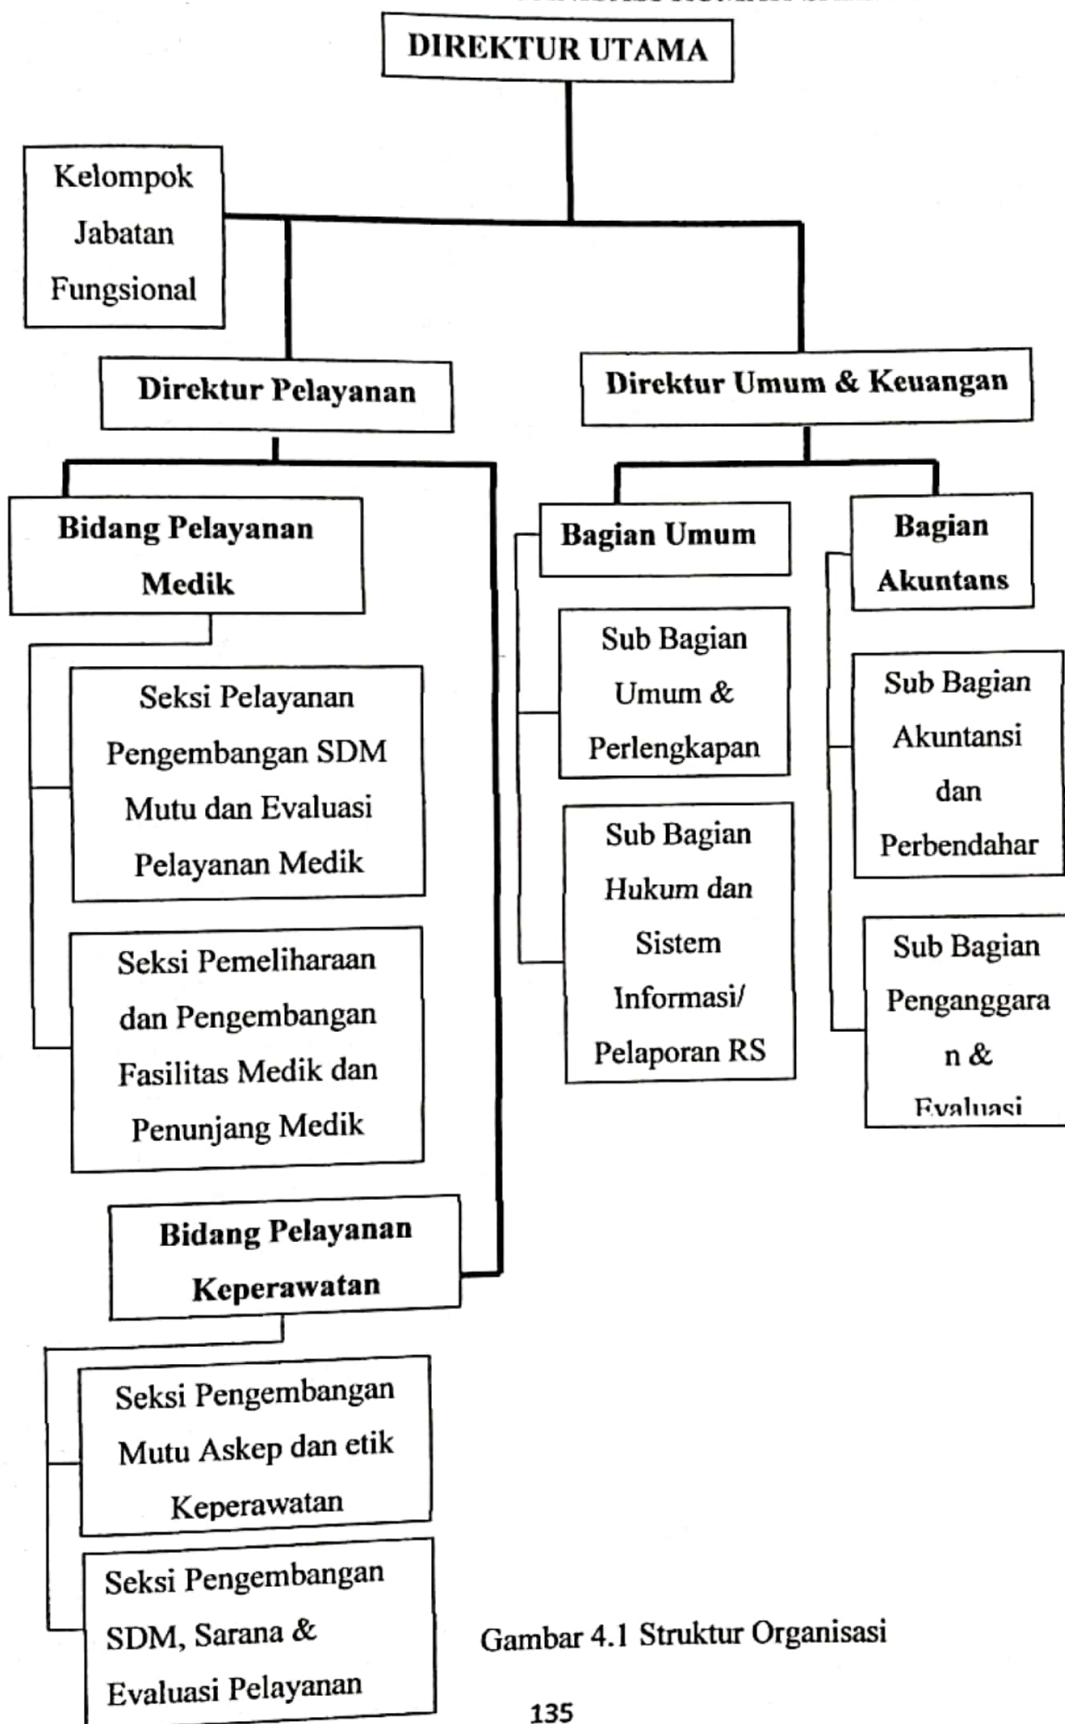 DIREKTUR UTAMA
Kelompok
Jabatan
Fungsional
Direktur Pelayanan
Direktur Umum & Keuangan
Bidang Pelayanan
Medik
Seksi Pelayanan
Pengembangan SDM
Mutu dan Evaluasi
Pelayanan Medik
Seksi Pemeliharaan
dan Pengembangan
Fasilitas Medik dan
Penunjang Medik
Bidang Pelayanan
Keperawatan
Seksi Pengembangan
Mutu Askep dan etik
Keperawatan
Seksi Pengembangan
SDM, Sarana &
Evaluasi Pelayanan
Bagian Umum
Sub Bagian
Umum &
Perlengkapan
Sub Bagian
Hukum dan
Sistem
Informasi/
Pelaporan RS
Bagian
Akuntans
Sub Bagian
Akuntansi
dan
Perbendahar
Sub Bagian
Penganggara
n &
Evaluasi
Gambar 4.1 Struktur Organisasi
135